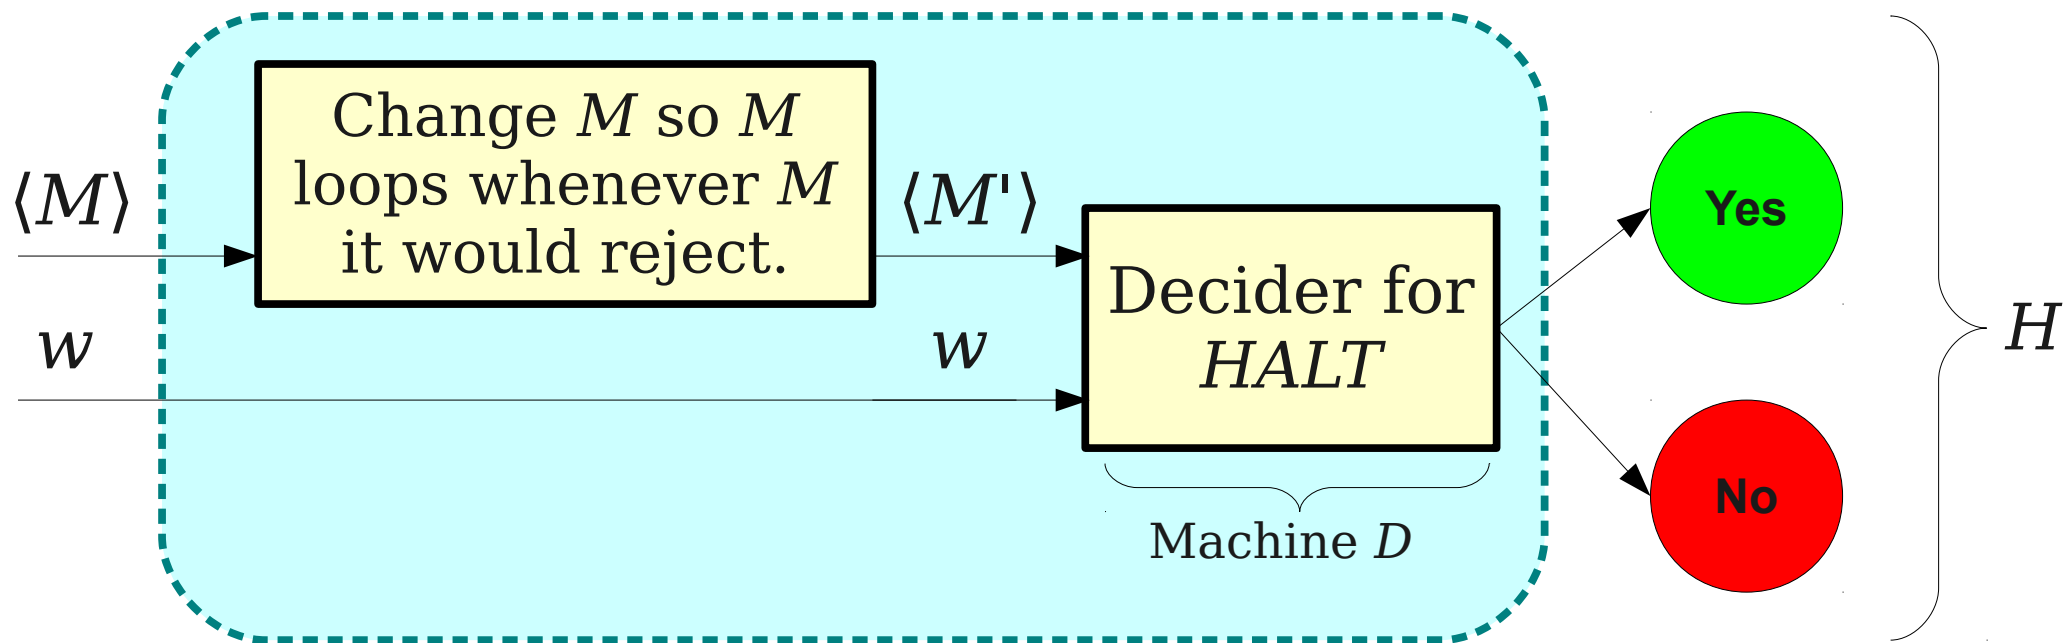 ⟨M⟩
w
Change M so M
loops whenever M
it would reject.
⟨M'⟩
w
Decider for
HALT
Machine D
Yes
No
H